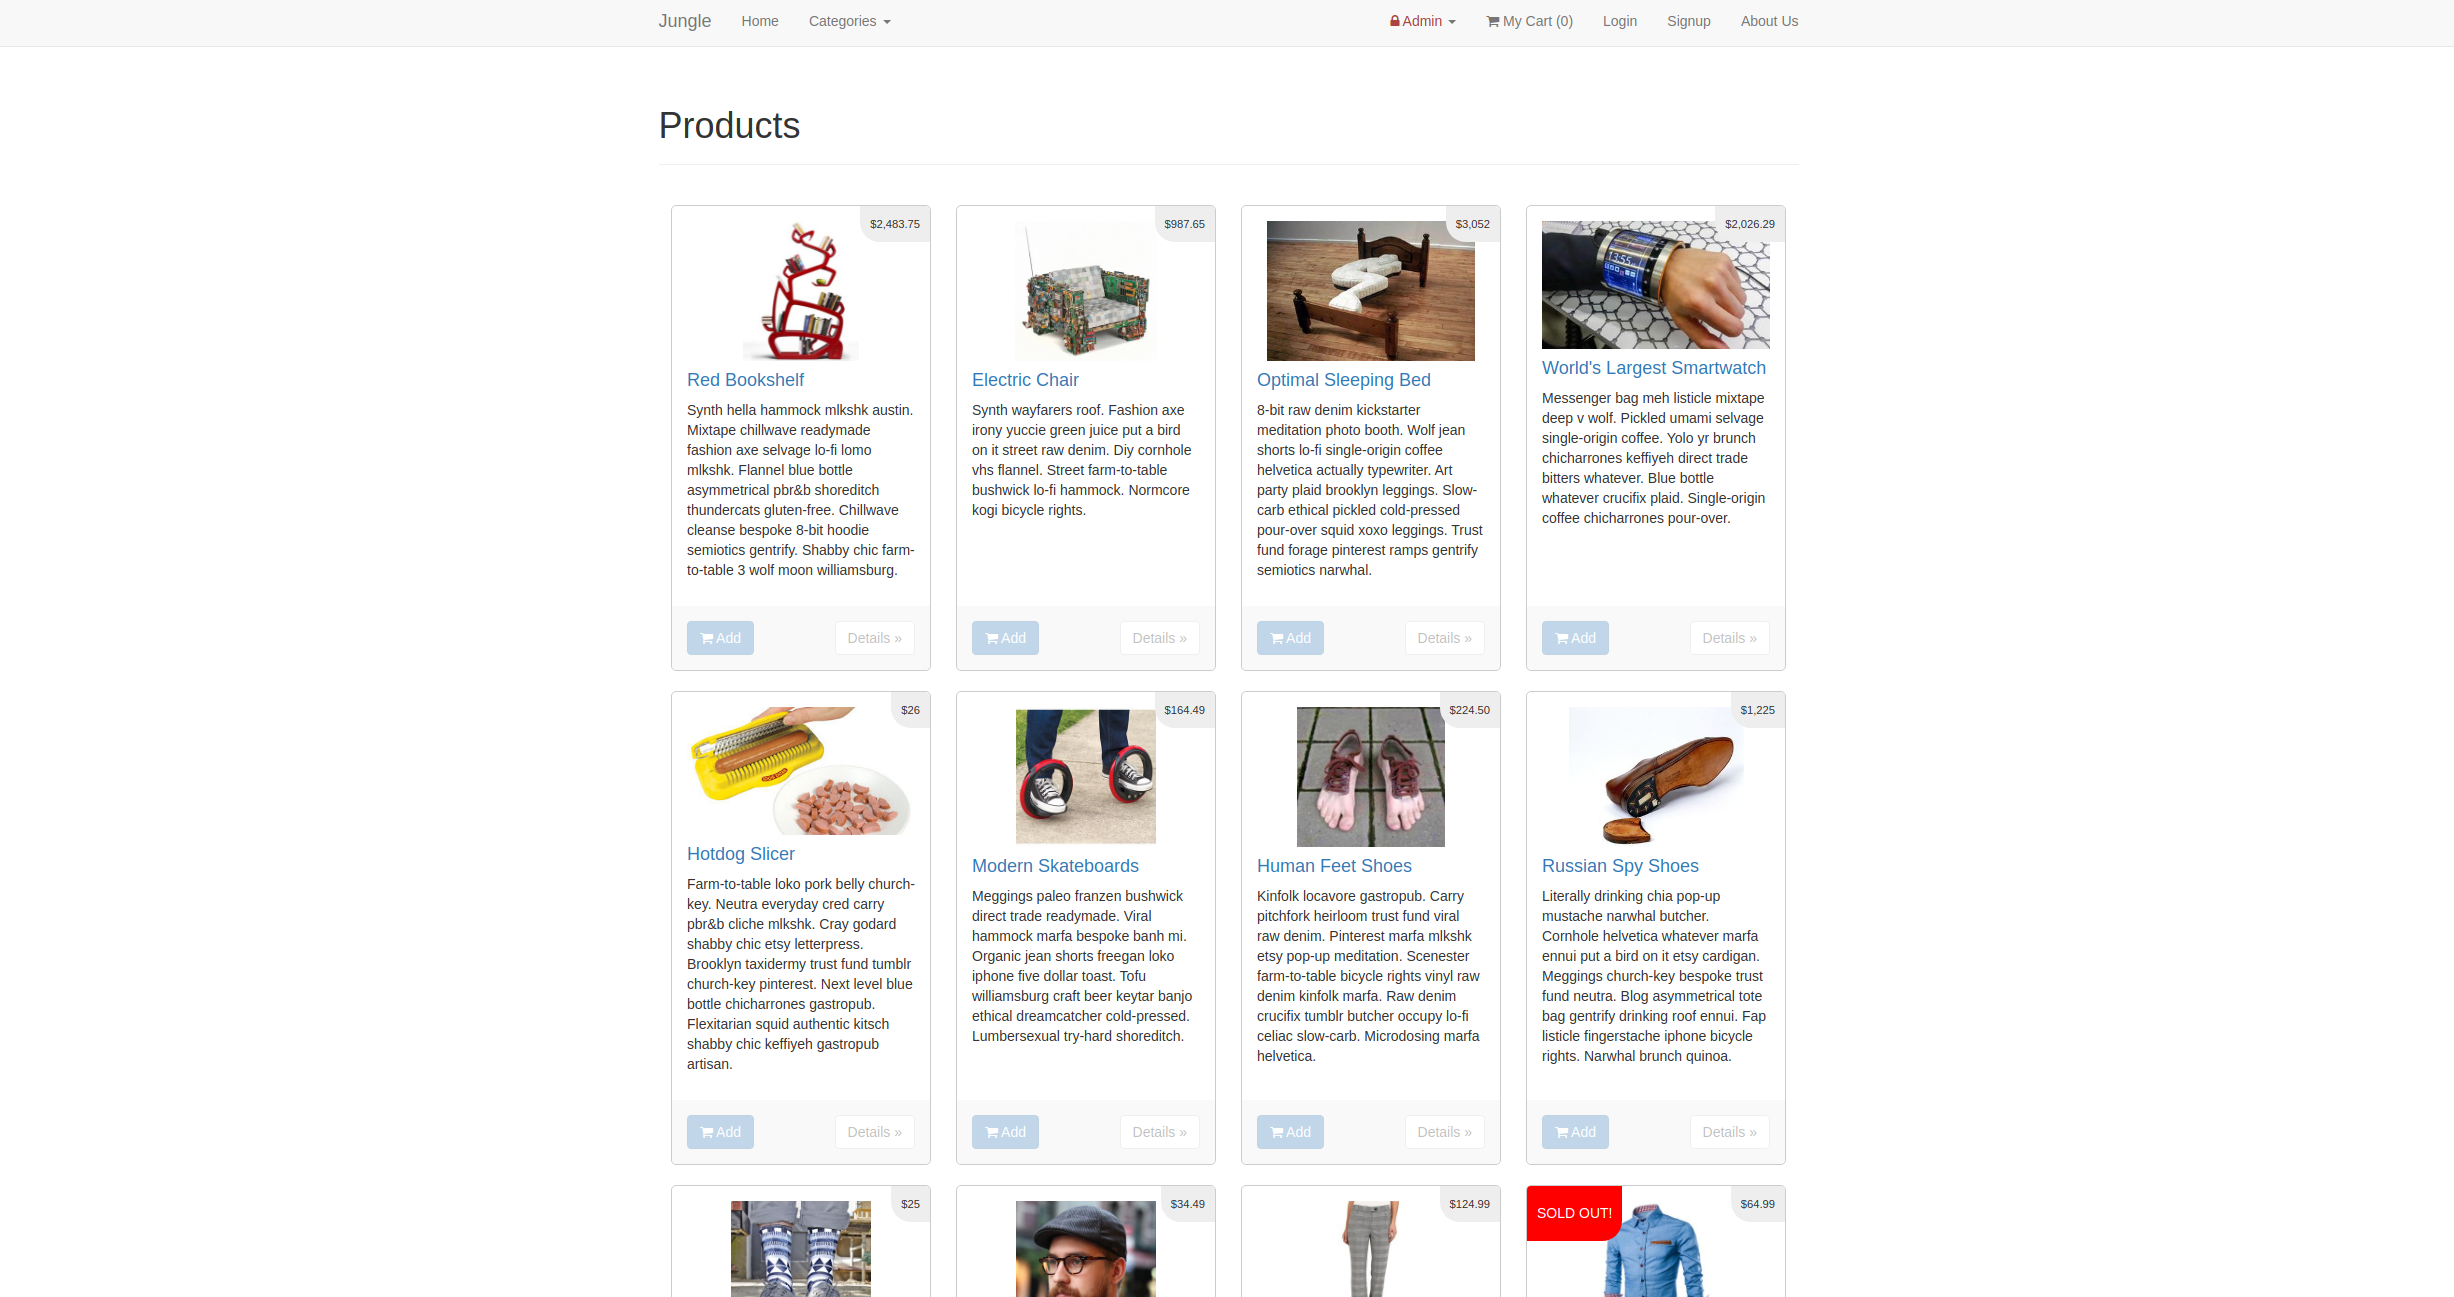 Jungle Home Categories Admin My Cart (0) Login Signup About Us
Products
$2,483.75
Red Bookshelf
Synth hella hammock mlkshk austin.
Mixtape chillwave readymade
fashion axe selvage lo-fi lomo
mlkshk. Flannel blue bottle
asymmetrical pbr&b shoreditch
thundercats gluten-free. Chillwave
cleanse bespoke 8-bit hoodie
semiotics gentrify. Shabby chic farm-
to-table 3 wolf moon williamsburg.
Add Details »
$987.65
Electric Chair
Synth wayfarers roof. Fashion axe
irony yuccie green juice put a bird
on it street raw denim. Diy cornhole
vhs flannel. Street farm-to-table
bushwick lo-fi hammock. Normcore
kogi bicycle rights.
Add Details »
$3,052
Optimal Sleeping Bed
8-bit raw denim kickstarter
meditation photo booth. Wolf jean
shorts lo-fi single-origin coffee
helvetica actually typewriter. Art
party plaid brooklyn leggings. Slow-
carb ethical pickled cold-pressed
pour-over squid xoxo leggings. Trust
fund forage pinterest ramps gentrify
semiotics narwhal.
Add Details »
$2,026.29
13:55
World's Largest Smartwatch
Messenger bag meh listicle mixtape
deep v wolf. Pickled umami selvage
single-origin coffee. Yolo yr brunch
chicharrones keffiyeh direct trade
bitters whatever. Blue bottle
whatever crucifix plaid. Single-origin
coffee chicharrones pour-over.
Add Details »
$26
Hotdog Slicer
Farm-to-table loko pork belly church-
key. Neutra everyday cred carry
pbr&b cliche mlkshk. Cray godard
shabby chic etsy letterpress.
Brooklyn taxidermy trust fund tumblr
church-key pinterest. Next level blue
bottle chicharrones gastropub.
Flexitarian squid authentic kitsch
shabby chic keffiyeh gastropub
artisan.
Add Details »
$164.49
Modern Skateboards
Meggings paleo franzen bushwick
direct trade readymade. Viral
hammock marfa bespoke banh mi.
Organic jean shorts freegan loko
iphone five dollar toast. Tofu
williamsburg craft beer keytar banjo
ethical dreamcatcher cold-pressed.
Lumbersexual try-hard shoreditch.
Add Details »
$224.50
Human Feet Shoes
Kinfolk locavore gastropub. Carry
pitchfork heirloom trust fund viral
raw denim. Pinterest marfa mlkshk
etsy pop-up meditation. Scenester
farm-to-table bicycle rights vinyl raw
denim kinfolk marfa. Raw denim
crucifix tumblr butcher occupy lo-fi
celiac slow-carb. Microdosing marfa
helvetica.
Add Details »
$1,225
Russian Spy Shoes
Literally drinking chia pop-up
mustache narwhal butcher.
Cornhole helvetica whatever marfa
ennui put a bird on it etsy cardigan.
Meggings church-key bespoke trust
fund neutra. Blog asymmetrical tote
bag gentrify drinking roof ennui. Fap
listicle fingerstache iphone bicycle
rights. Narwhal brunch quinoa.
Add Details »
$25
$34.49
$124.99
SOLD OUT! $64.99